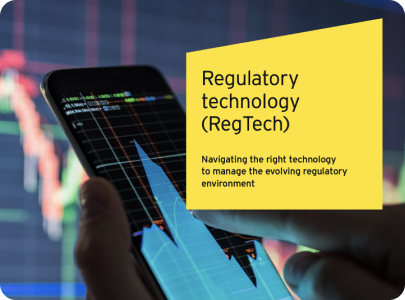 Regulatory
technology
(RegTech)
Navigating the right technology
to manage the evolving regulatory
environment